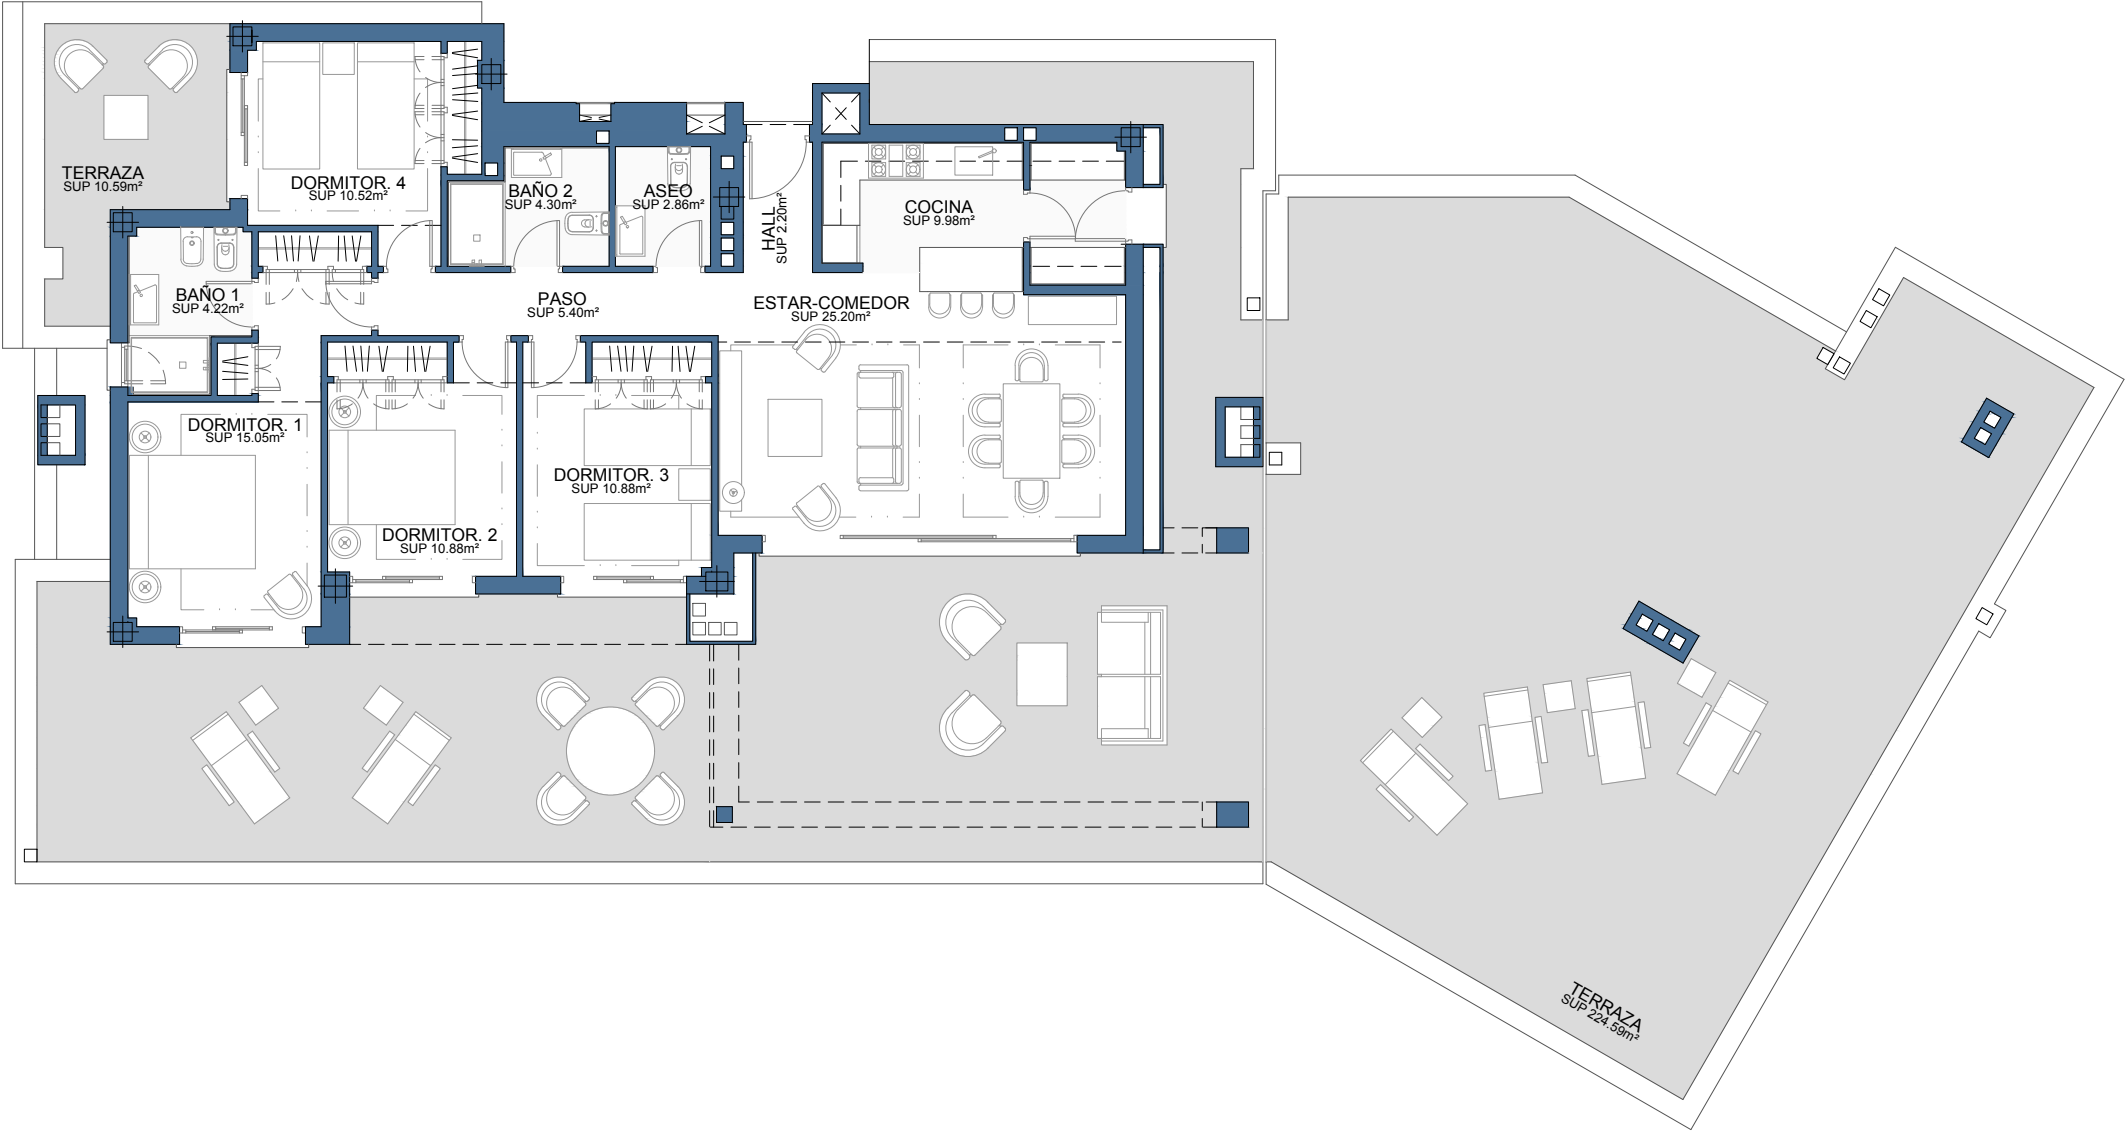 TERRAZA
SUP 10.59m²
DORMITOR. 4
SUP 10.52m²
BAÑO 2
SUP 4.30m²
ASEO
SUP 2.86m²
HALL
SUP 2.20m²
COCINA
SUP 9.98m²
BAÑO 1
SUP 4.22m²
PASO
SUP 5.40m²
ESTAR-COMEDOR
SUP 25.20m²
DORMITOR. 1
SUP 15.05m²
DORMITOR. 2
SUP 10.88m²
DORMITOR. 3
SUP 10.88m²
TERRAZA
SUP 224.59m²